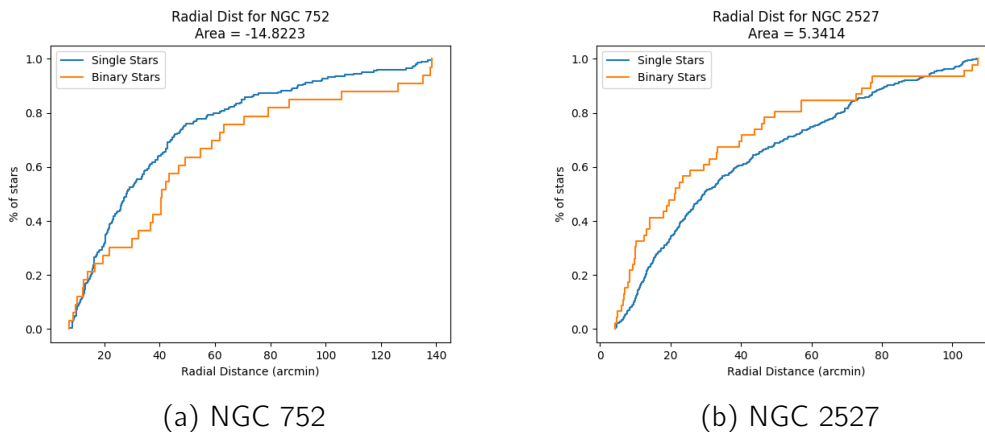 Radial Dist for NGC 752
Area = -14.8223
Single Stars
Binary Stars
1.0
0.8
0.6
0.4
0.2
0.0
% of stars
20 40 60 80 100 120 140
Radial Distance (arcmin)
(a) NGC 752
Radial Dist for NGC 2527
Area = 5.3414
Single Stars
Binary Stars
1.0
0.8
0.6
0.4
0.2
0.0
% of stars
0 20 40 60 80 100
Radial Distance (arcmin)
(b) NGC 2527